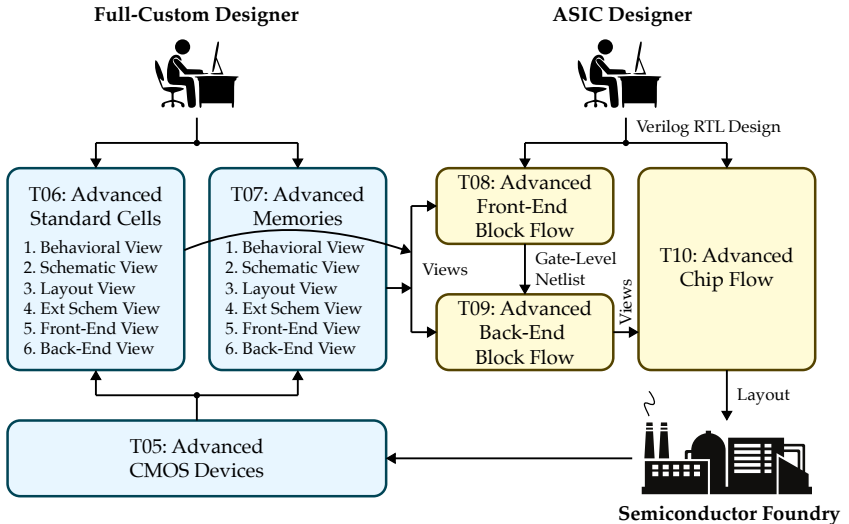 Full-Custom Designer
ASIC Designer
Verilog RTL Design
T06: Advanced
Standard Cells
1. Behavioral View
2. Schematic View
3. Layout View
4. Ext Schem View
5. Front-End View
6. Back-End View
T07: Advanced
Memories
1. Behavioral View
2. Schematic View
3. Layout View
4. Ext Schem View
5. Front-End View
6. Back-End View
Views
T08: Advanced
Front-End
Block Flow
Gate-Level
Netlist
T09: Advanced
Back-End
Block Flow
Views
T10: Advanced
Chip Flow
Layout
T05: Advanced
CMOS Devices
Semiconductor Foundry